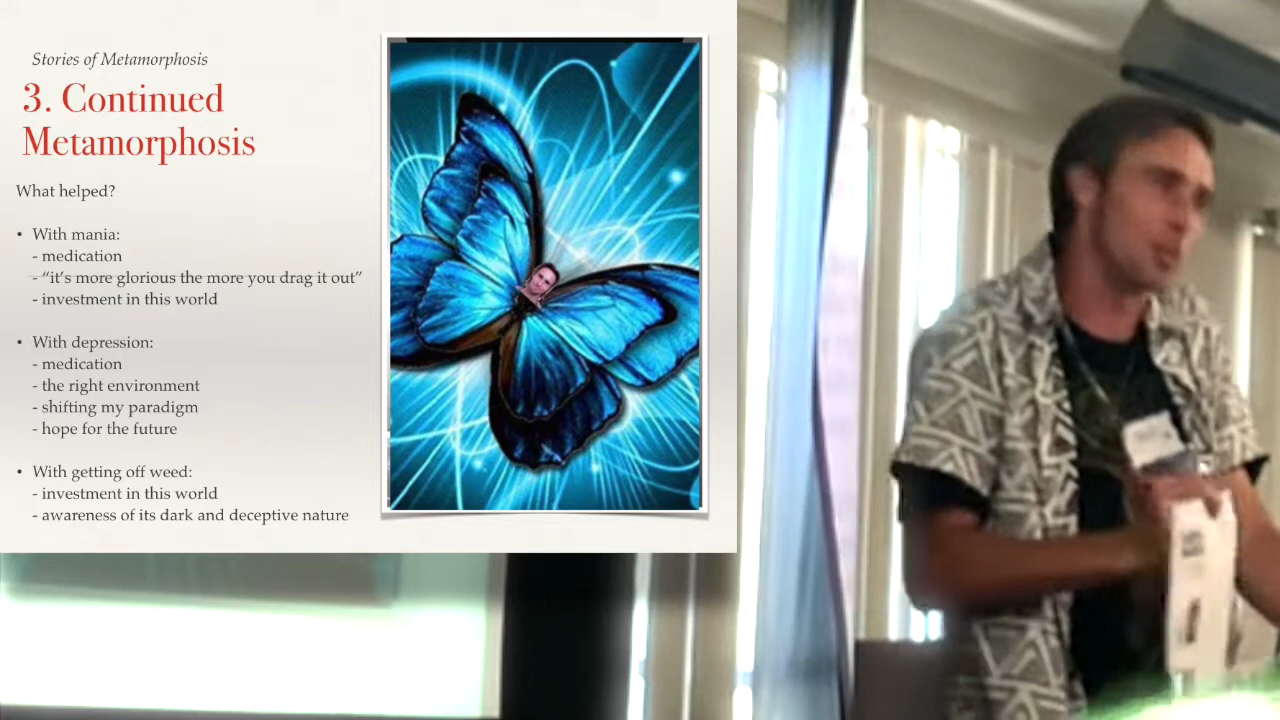 Stories of Metamorphosis
3. Continued
Metamorphosis
What helped?
• With mania:
- medication
- “it’s more glorious the more you drag it out”
- investment in this world
• With depression:
- medication
- the right environment
- shifting my paradigm
- hope for the future
• With getting off weed:
- investment in this world
- awareness of its dark and deceptive nature